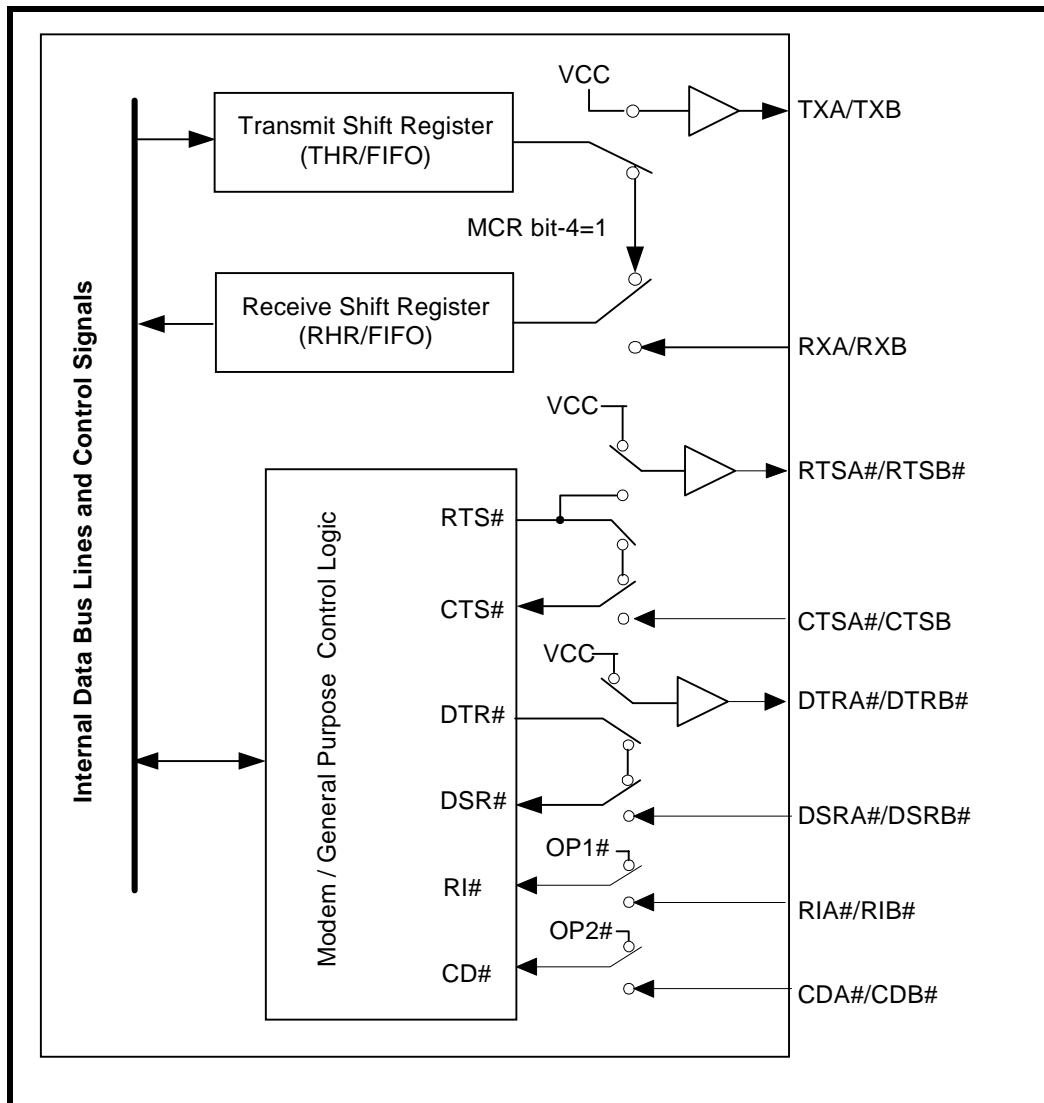 VCC
TXA/TXB
Transmit Shift Register
(THR/FIFO)
MCR bit-4=1
Receive Shift Register
(RHR/FIFO)
RXA/RXB
Internal Data Bus Lines and Control Signals
VCC
RTSA#/RTSB#
Modem / General Purpose Control Logic
RTS#
CTS#
CTSA#/CTSB
VCC
DTR#
DTRA#/DTRB#
DSR#
DSRA#/DSRB#
OP1#
RI#
RIA#/RIB#
OP2#
CD#
CDA#/CDB#